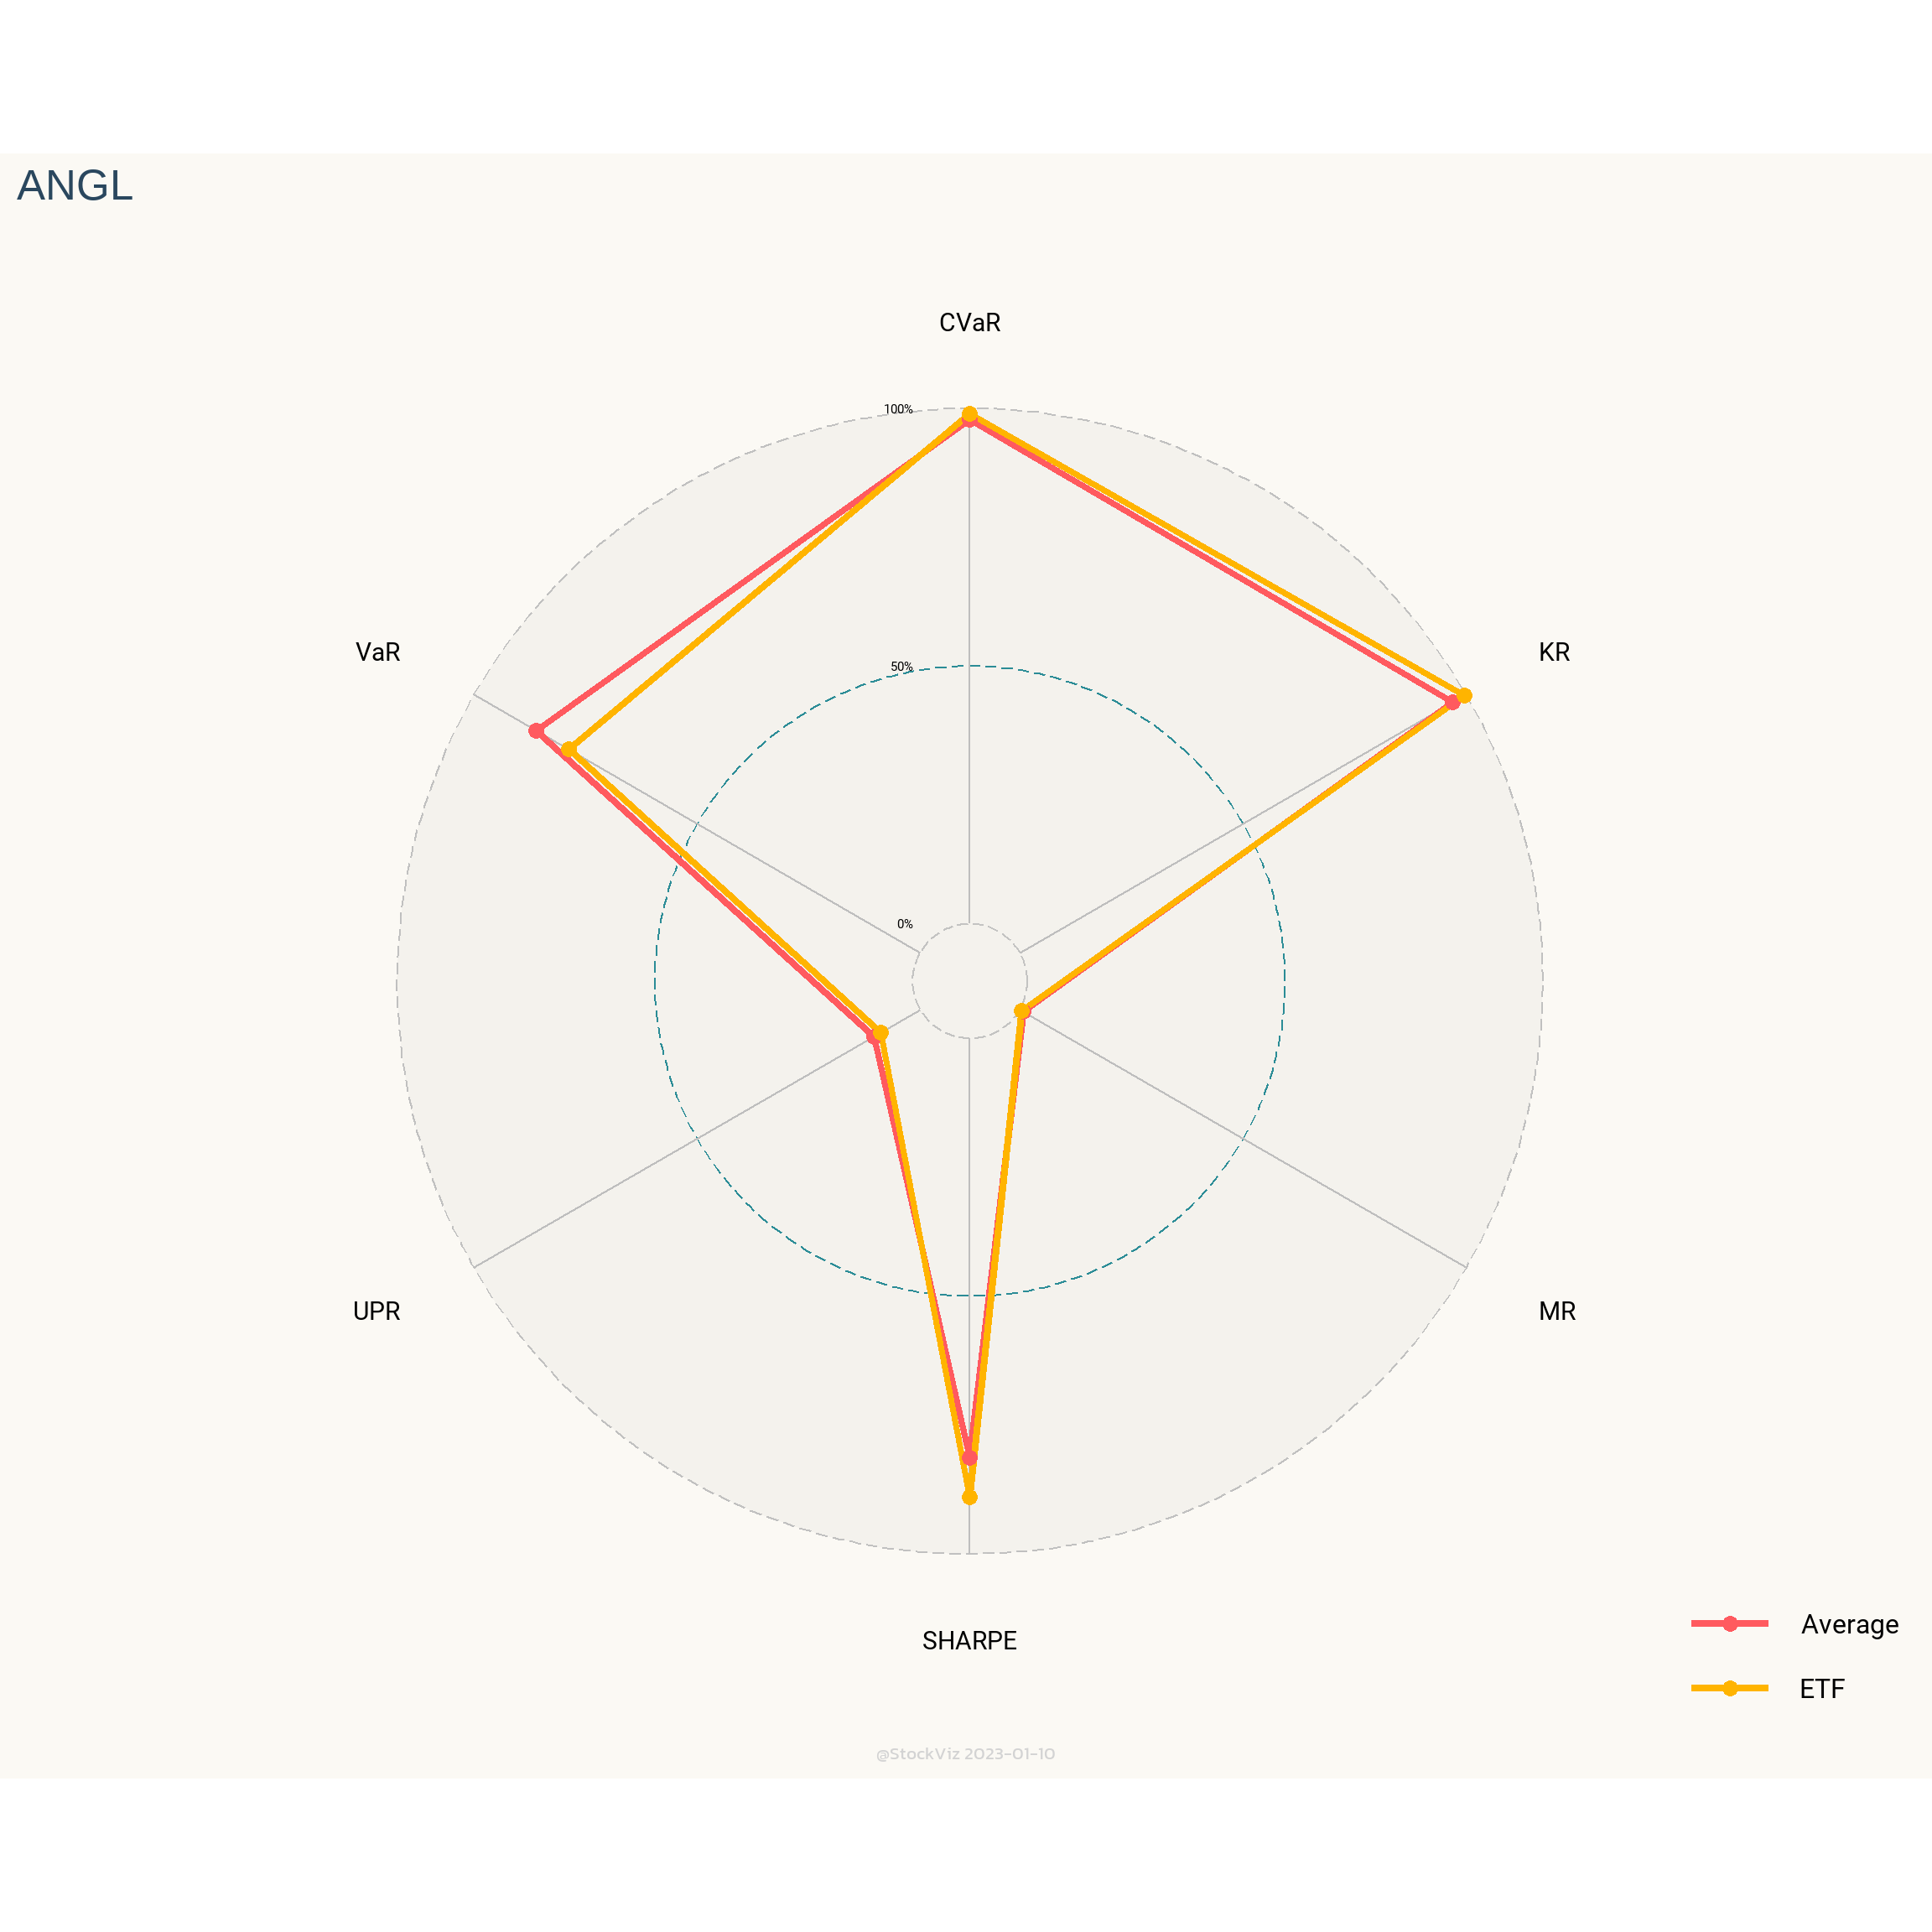 ANGL
CVaR
100%
VaR
50%
KR
0%
UPR
MR
SHARPE
Average
ETF
@StockViz 2023-01-10